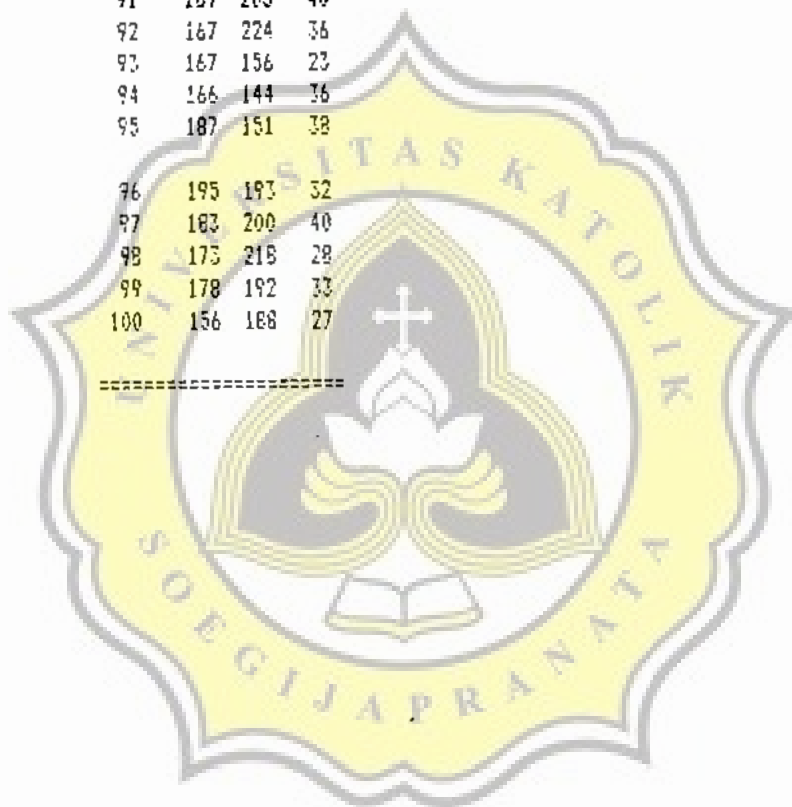 92 167 224 36
93 167 156 23
94 166 144 36
95 187 151 38
96 195 193 32
97 183 200 40
98 173 218 28
99 178 192 33
100 156 188 27
========================
UNIVERSITAS KATOLIK
SOEGIJAPRANATA